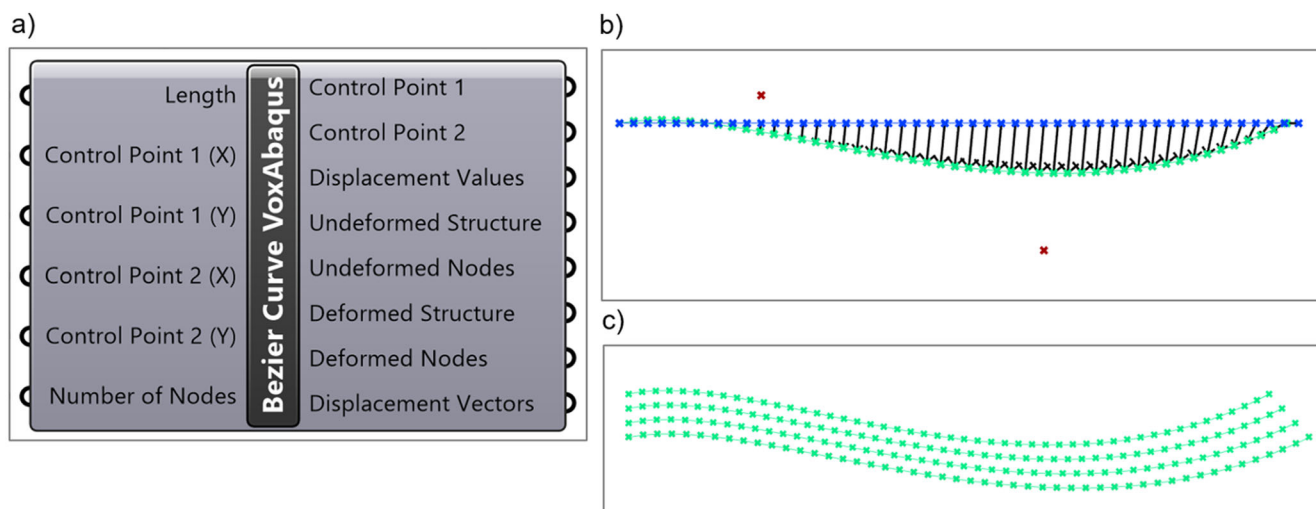 a)
Length
Control Point 1 (X)
Control Point 1 (Y)
Control Point 2 (X)
Control Point 2 (Y)
Number of Nodes
Bezier Curve VoxAbaqus
Control Point 1
Control Point 2
Displacement Values
Undeformed Structure
Undeformed Nodes
Deformed Structure
Deformed Nodes
Displacement Vectors
b)
c)